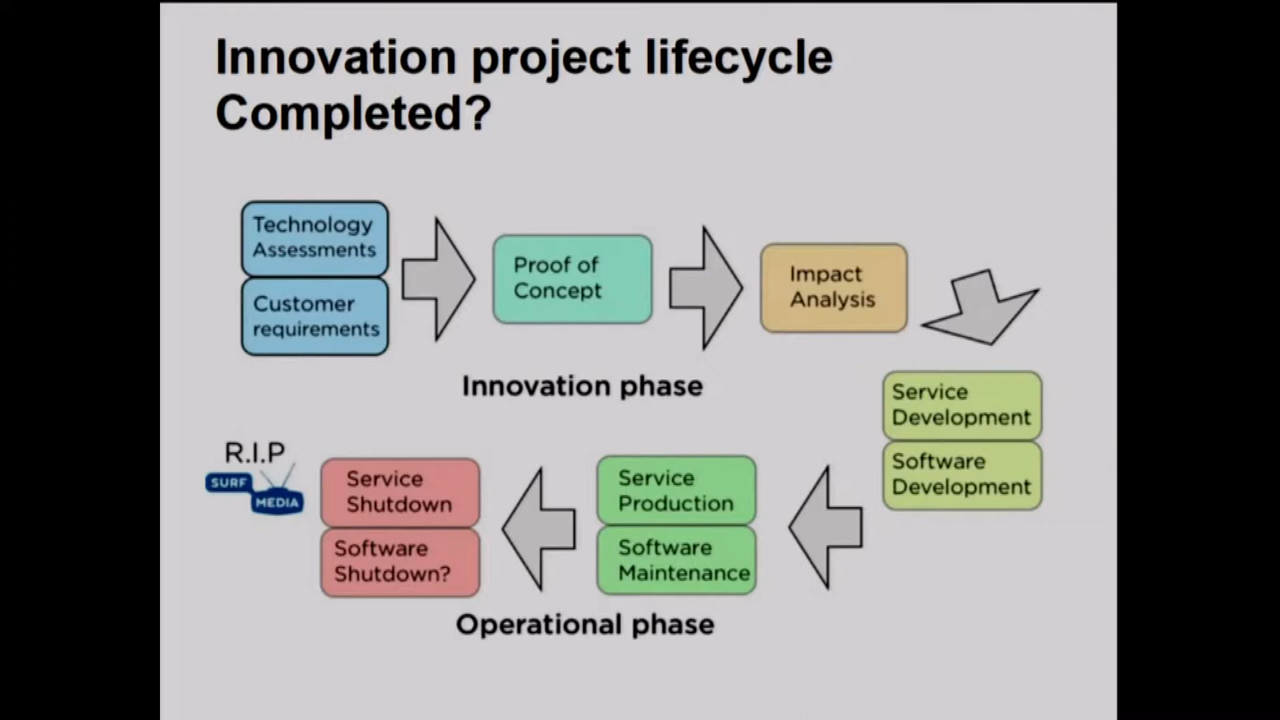 Innovation project lifecycle
Completed?
Technology
Assessments
Customer
requirements
Proof of
Concept
Impact
Analysis
Innovation phase
Service
Development
Software
Development
R.I.P
SURF
MEDIA
Service
Shutdown
Software
Shutdown?
Service
Production
Software
Maintenance
Operational phase